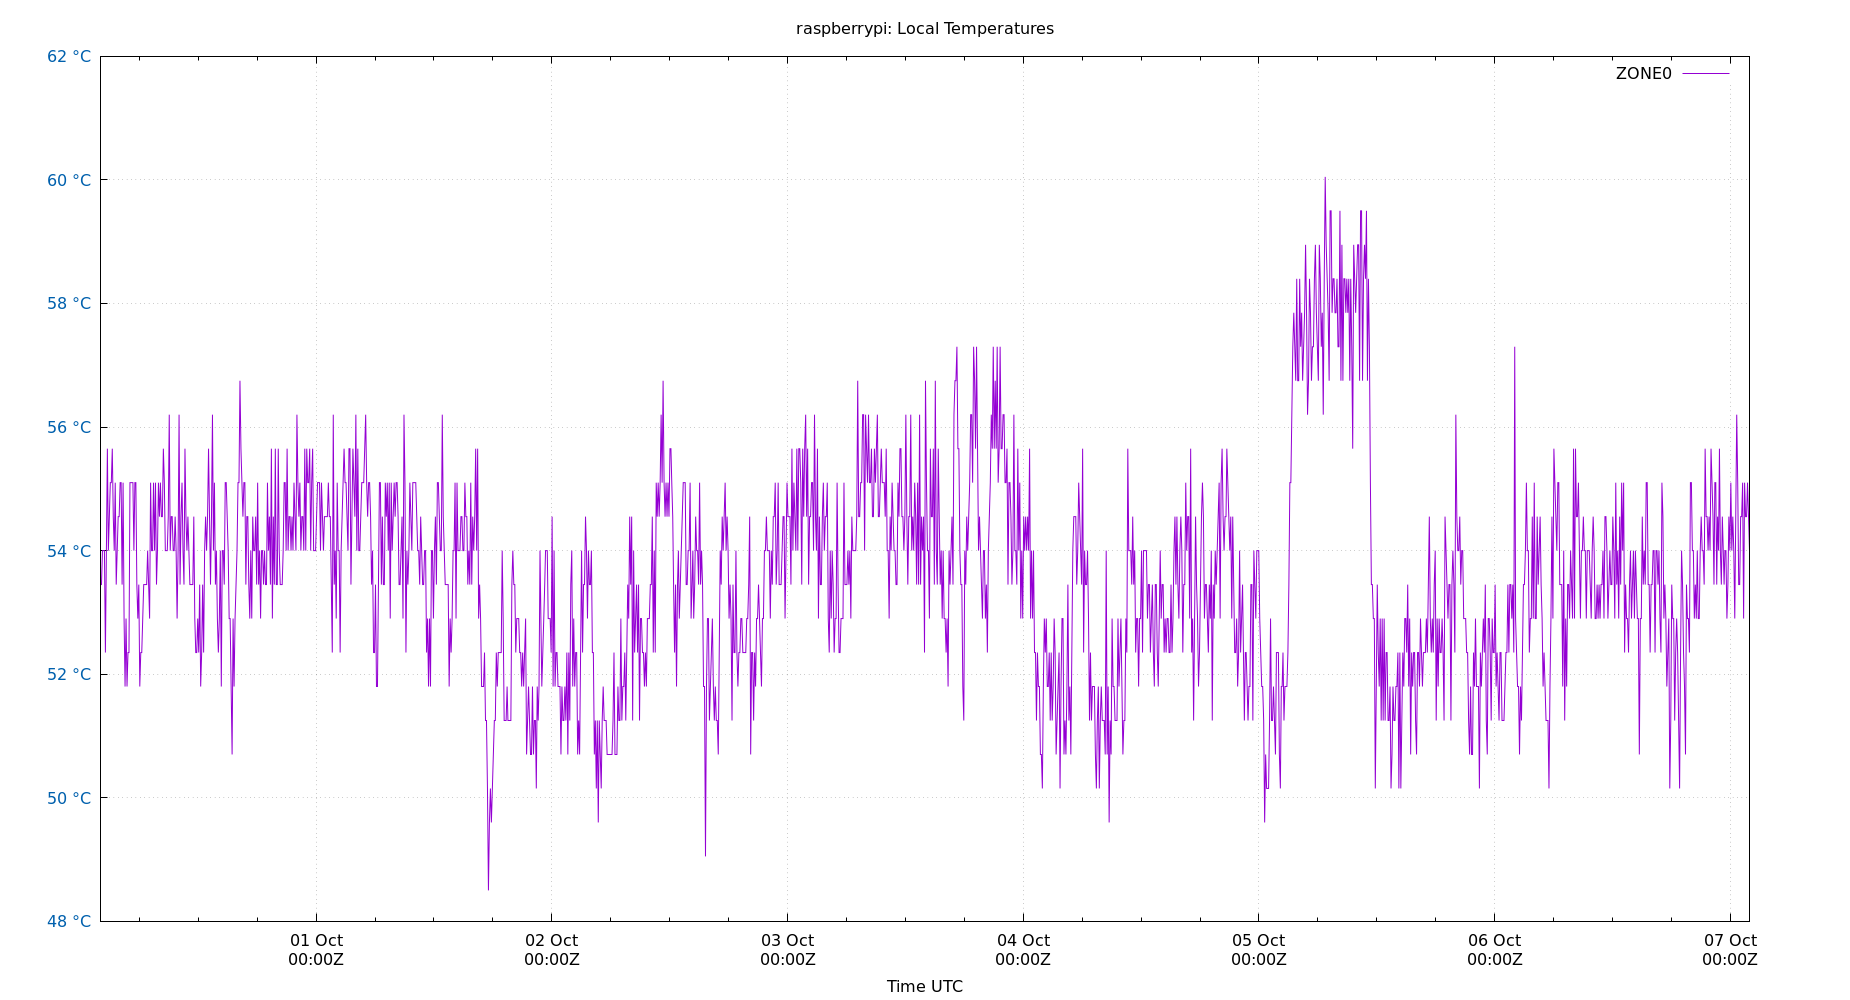 raspberrypi: Local Temperatures
ZONE0
62 °C
60 °C
58 °C
56 °C
54 °C
52 °C
50 °C
48 °C
01 Oct
00:00Z
02 Oct
00:00Z
03 Oct
00:00Z
04 Oct
00:00Z
05 Oct
00:00Z
06 Oct
00:00Z
07 Oct
00:00Z
Time UTC